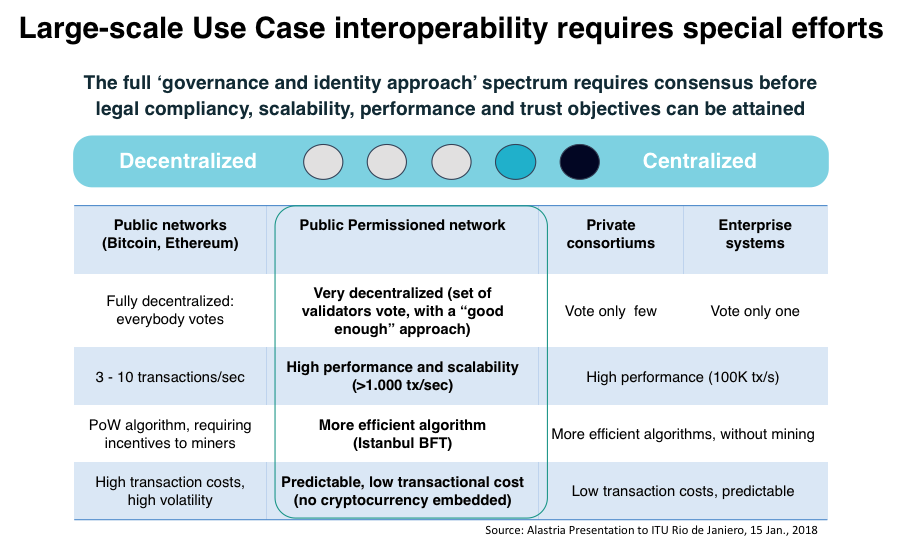 Large-scale Use Case interoperability requires special efforts
The full ‘governance and identity approach’ spectrum requires consensus before
legal compliancy, scalability, performance and trust objectives can be attained
Decentralized
Centralized
Public networks
(Bitcoin, Ethereum)
Public Permissioned network
Private
consortiums
Enterprise
systems
Fully decentralized:
everybody votes
Very decentralized (set of
validators vote, with a “good
enough” approach)
Vote only few
Vote only one
3 - 10 transactions/sec
High performance and scalability
(>1.000 tx/sec)
High performance (100K tx/s)
PoW algorithm, requiring
incentives to miners
More efficient algorithm
(Istanbul BFT)
More efficient algorithms, without mining
High transaction costs,
high volatility
Predictable, low transactional cost
(no cryptocurrency embedded)
Low transaction costs, predictable
Source: Alastria Presentation to ITU Rio de Janiero, 15 Jan., 2018